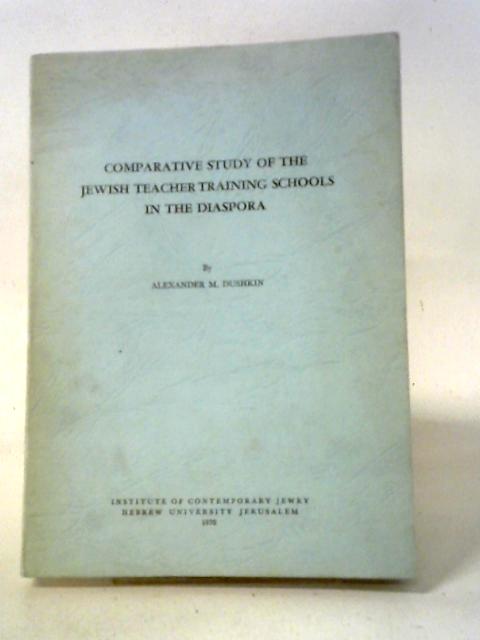 COMPARATIVE STUDY OF THE
JEWISH TEACHER TRAINING SCHOOLS
IN THE DIASPORA
By
ALEXANDER M. DUSHKIN
INSTITUTE OF CONTEMPORARY JEWRY
HEBREW UNIVERSITY JERUSALEM
1970